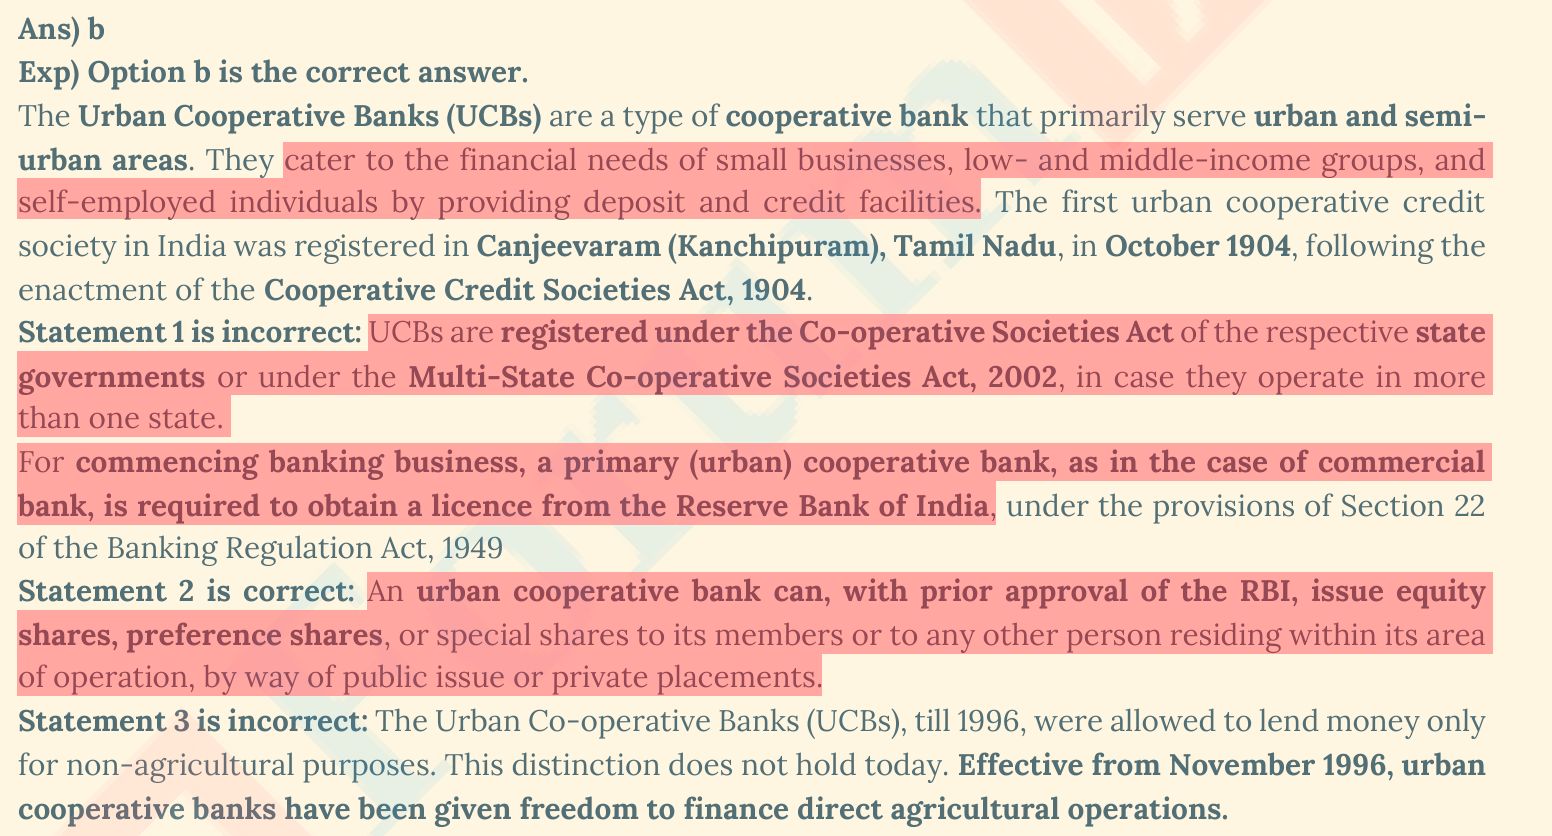 Ans) b
Exp) Option b is the correct answer.
The Urban Cooperative Banks (UCBs) are a type of cooperative bank that primarily serve urban and semi-
urban areas. They cater to the financial needs of small businesses, low- and middle-income groups, and
self-employed individuals by providing deposit and credit facilities. The first urban cooperative credit
society in India was registered in Canjeevaram (Kanchipuram), Tamil Nadu, in October 1904, following the
enactment of the Cooperative Credit Societies Act, 1904.
Statement 1 is incorrect: UCBs are registered under the Co-operative Societies Act of the respective state
governments or under the Multi-State Co-operative Societies Act, 2002, in case they operate in more
than one state.
For commencing banking business, a primary (urban) cooperative bank, as in the case of commercial
bank, is required to obtain a licence from the Reserve Bank of India, under the provisions of Section 22
of the Banking Regulation Act, 1949
Statement 2 is correct: An urban cooperative bank can, with prior approval of the RBI, issue equity
shares, preference shares, or special shares to its members or to any other person residing within its area
of operation, by way of public issue or private placements.
Statement 3 is incorrect: The Urban Co-operative Banks (UCBs), till 1996, were allowed to lend money only
for non-agricultural purposes. This distinction does not hold today. Effective from November 1996, urban
cooperative banks have been given freedom to finance direct agricultural operations.